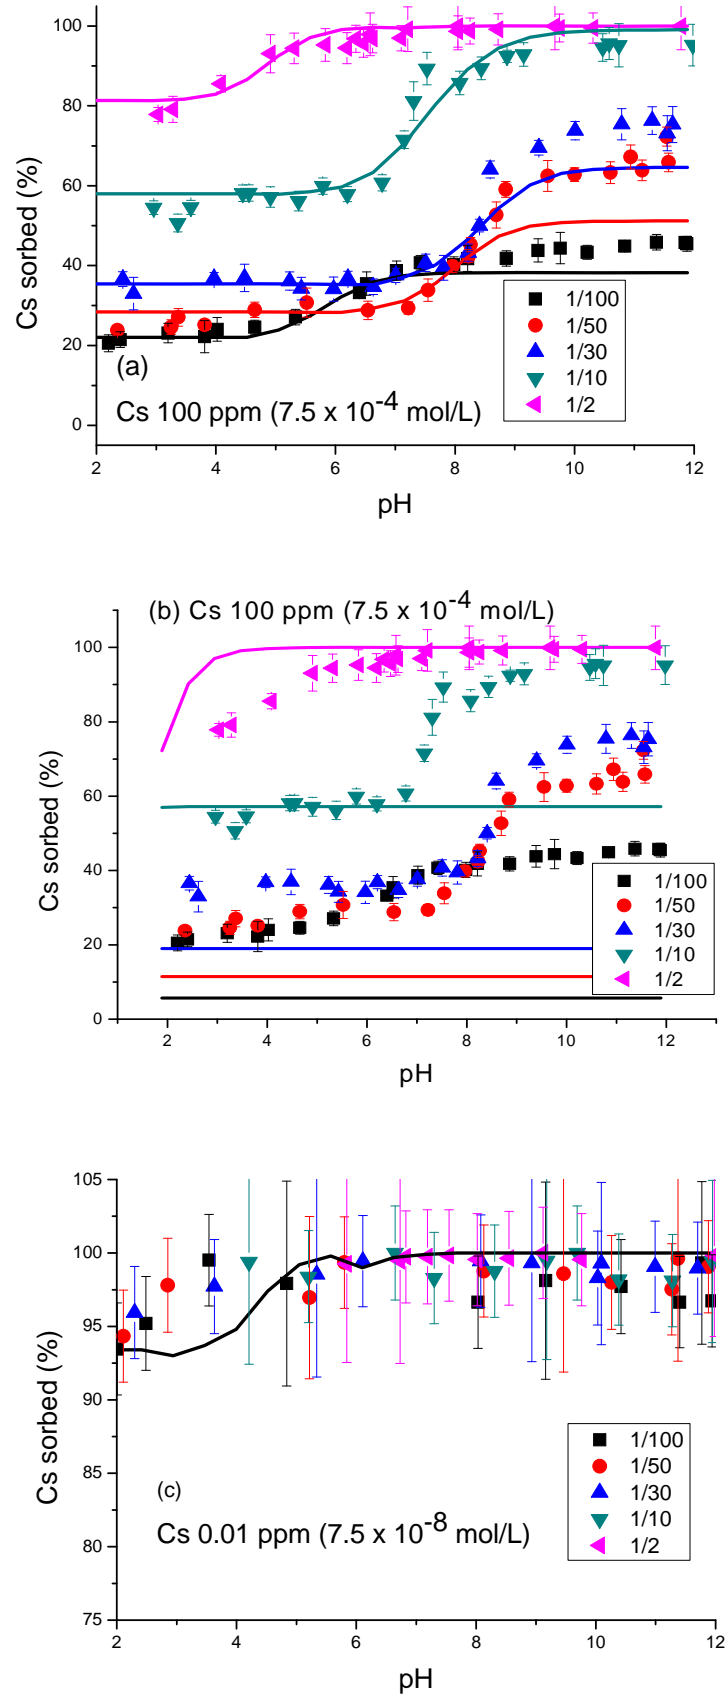 100
80
60
40
20
0
Cs sorbed (%)
(a)
Cs 100 ppm (7.5 x 10-4 mol/L)
1/100
1/50
1/30
1/10
1/2
2 4 6 8 10 12
pH
(b) Cs 100 ppm (7.5 x 10-4 mol/L)
100
80
60
40
20
0
Cs sorbed (%)
1/100
1/50
1/30
1/10
1/2
2 4 6 8 10 12
pH
105
100
95
90
85
80
75
Cs sorbed (%)
(c)
Cs 0.01 ppm (7.5 x 10-8 mol/L)
1/100
1/50
1/30
1/10
1/2
2 4 6 8 10 12
pH